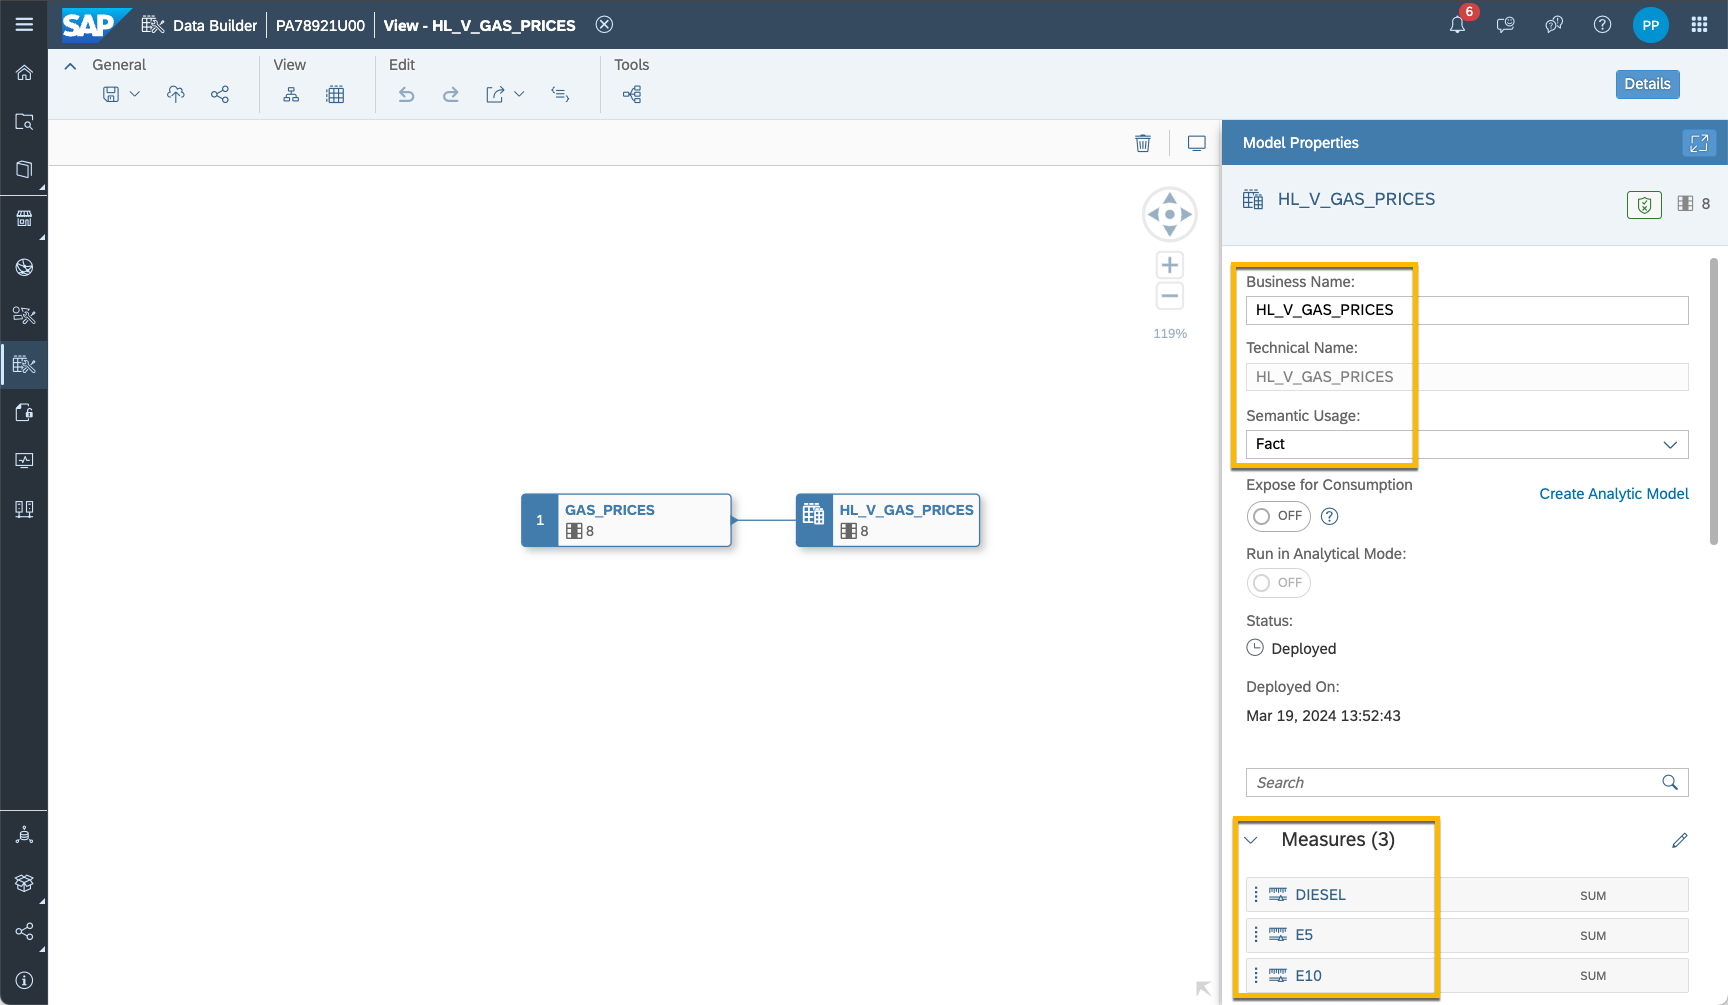 SAP Data Builder PA78921U00 View - HL_V_GAS_PRICES 6 PP
General View Edit Tools
Details
Model Properties
HL_V_GAS_PRICES 8
119%
Business Name:
HL_V_GAS_PRICES
Technical Name:
HL_V_GAS_PRICES
Semantic Usage:
Fact
Expose for Consumption
Create Analytic Model
OFF
Run in Analytical Mode:
OFF
Status:
Deployed
Deployed On:
Mar 19, 2024 13:52:43
Search
Measures (3)
DIESEL SUM
E5 SUM
E10 SUM
1 GAS_PRICES
8
HL_V_GAS_PRICES
8